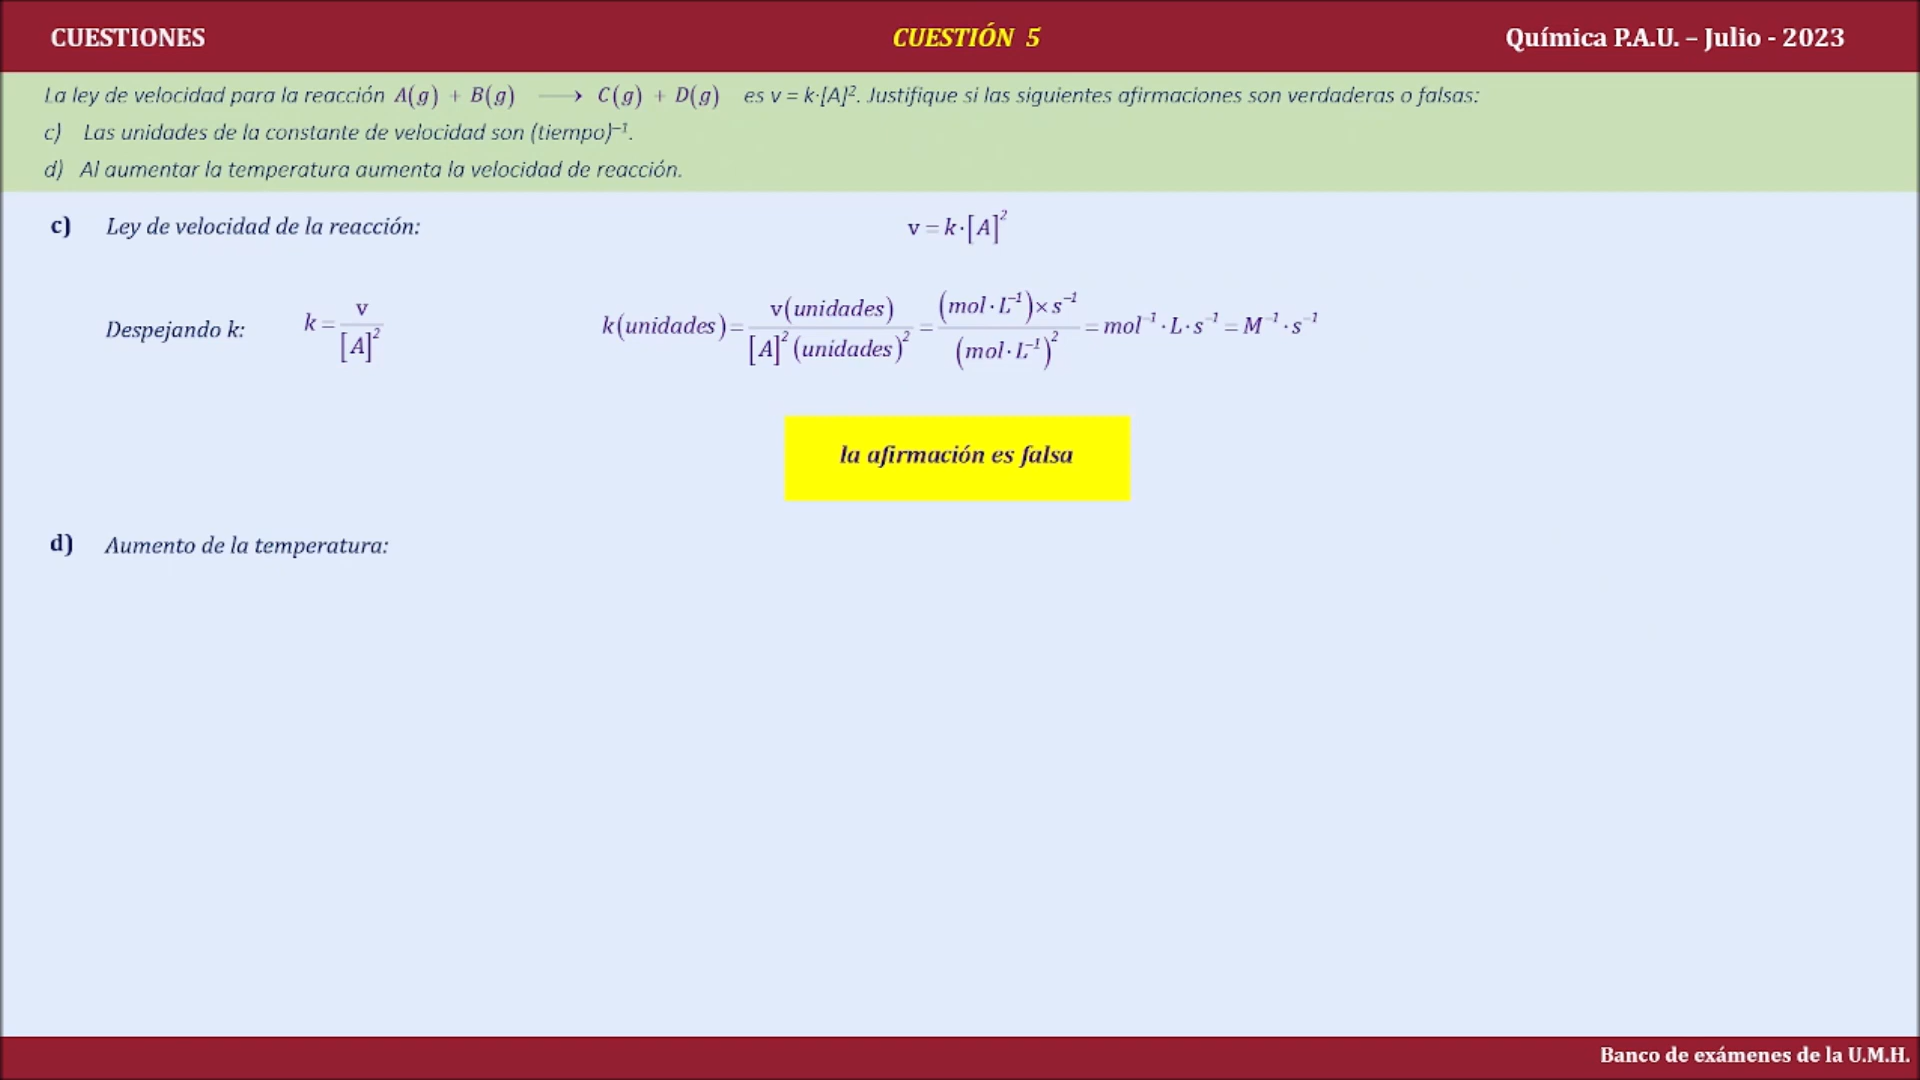 CUESTIONES
CUESTIÓN 5
Química P.A.U. – Julio - 2023
La ley de velocidad para la reacción A(g) + B(g) ⟶ C(g) + D(g) es v = k·[A]². Justifique si las siguientes afirmaciones son verdaderas o falsas:
c) Las unidades de la constante de velocidad son (tiempo)⁻¹.
d) Al aumentar la temperatura aumenta la velocidad de reacción.
c) Ley de velocidad de la reacción: v = k·[A]²
Despejando k: k = v / [A]² k(unidades) = v(unidades) / [A]²(unidades)² = (mol·L⁻¹)×s⁻¹ / (mol·L⁻¹)² = mol⁻¹·L·s⁻¹ = M⁻¹·s⁻¹
la afirmación es falsa
d) Aumento de la temperatura:
Banco de exámenes de la U.M.H.